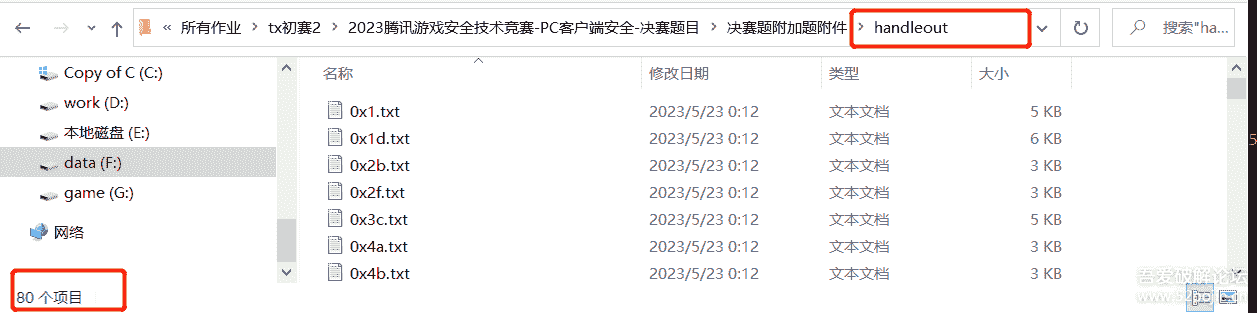 « 所有作业 › tx初赛2 › 2023腾讯游戏安全技术竞赛-PC客户端安全-决赛题目 › 决赛题附加题附件 › handleout 搜索"ha...
Copy of C (C:)
work (D:)
本地磁盘 (E:)
data (F:)
game (G:)
网络
名称 修改日期 类型 大小
0x1.txt 2023/5/23 0:12 文本文档 5 KB
0x1d.txt 2023/5/23 0:12 文本文档 6 KB
0x2b.txt 2023/5/23 0:12 文本文档 3 KB
0x2f.txt 2023/5/23 0:12 文本文档 3 KB
0x3c.txt 2023/5/23 0:12 文本文档 5 KB
0x4a.txt 2023/5/23 0:12 文本文档 3 KB
0x4b.txt 2023/5/23 0:12 文本文档 3 KB
80 个项目
吾爱破解论坛
5